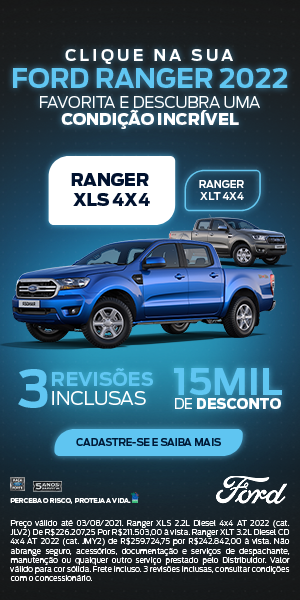 CLIQUE NA SUA
FORD RANGER 2022
FAVORITA E DESCUBRA UMA
CONDIÇÃO INCRÍVEL
RANGER
XLS 4X4
RANGER
XLT 4X4
3 REVISÕES
INCLUSAS
15MIL
DE DESCONTO
CADASTRE-SE E SAIBA MAIS
5 ANOS
PERCEBA O RISCO, PROTEJA A VIDA.
Ford
Preço válido até 03/08/2021. Ranger XLS 2.2L Diesel 4x4 AT 2022 (cat.
JLV2) De R$226.207,25 Por R$211.503,00 à vista. Ranger XLT 3.2L Diesel CD
4x4 AT 2022 (cat. JMY2) de R$259.724,75 por R$242.842,00 à vista. Não
abrange seguro, acessórios, documentação e serviços de despachante,
manutenção ou qualquer outro serviço prestado pelo Distribuidor. Valor
válido para cor sólida. Frete incluso. 3 revisões inclusas, consultar condições
com o concessionário.